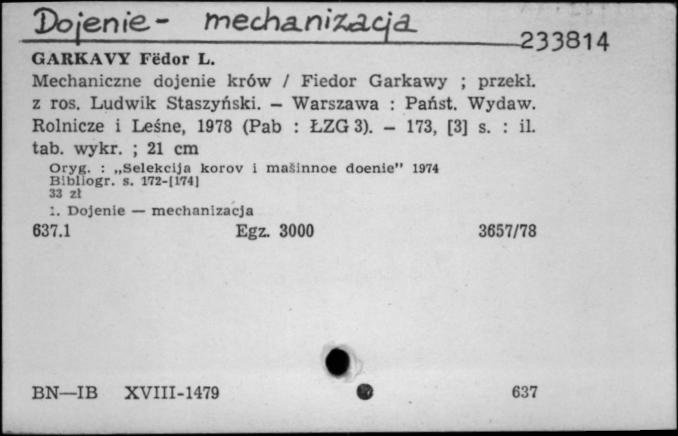 Dojenie - mechanizacja
233814
GARKAVY Fëdor L.
Mechaniczne dojenie krów / Fiedor Garkawy ; przekł.
z ros. Ludwik Staszyński. — Warszawa : Państ. Wydaw.
Rolnicze i Leśne, 1978 (Pab : ŁZG 3). — 173, [3] s. : il.
tab. wykr. ; 21 cm
Oryg. : „Selekcija korov i mašinnoe doenie" 1974
Bibliogr. s. 172-[174]
33 zł
1. Dojenie — mechanizacja
637.1 Egz. 3000 3657/78
BN—IB XVIII-1479 637